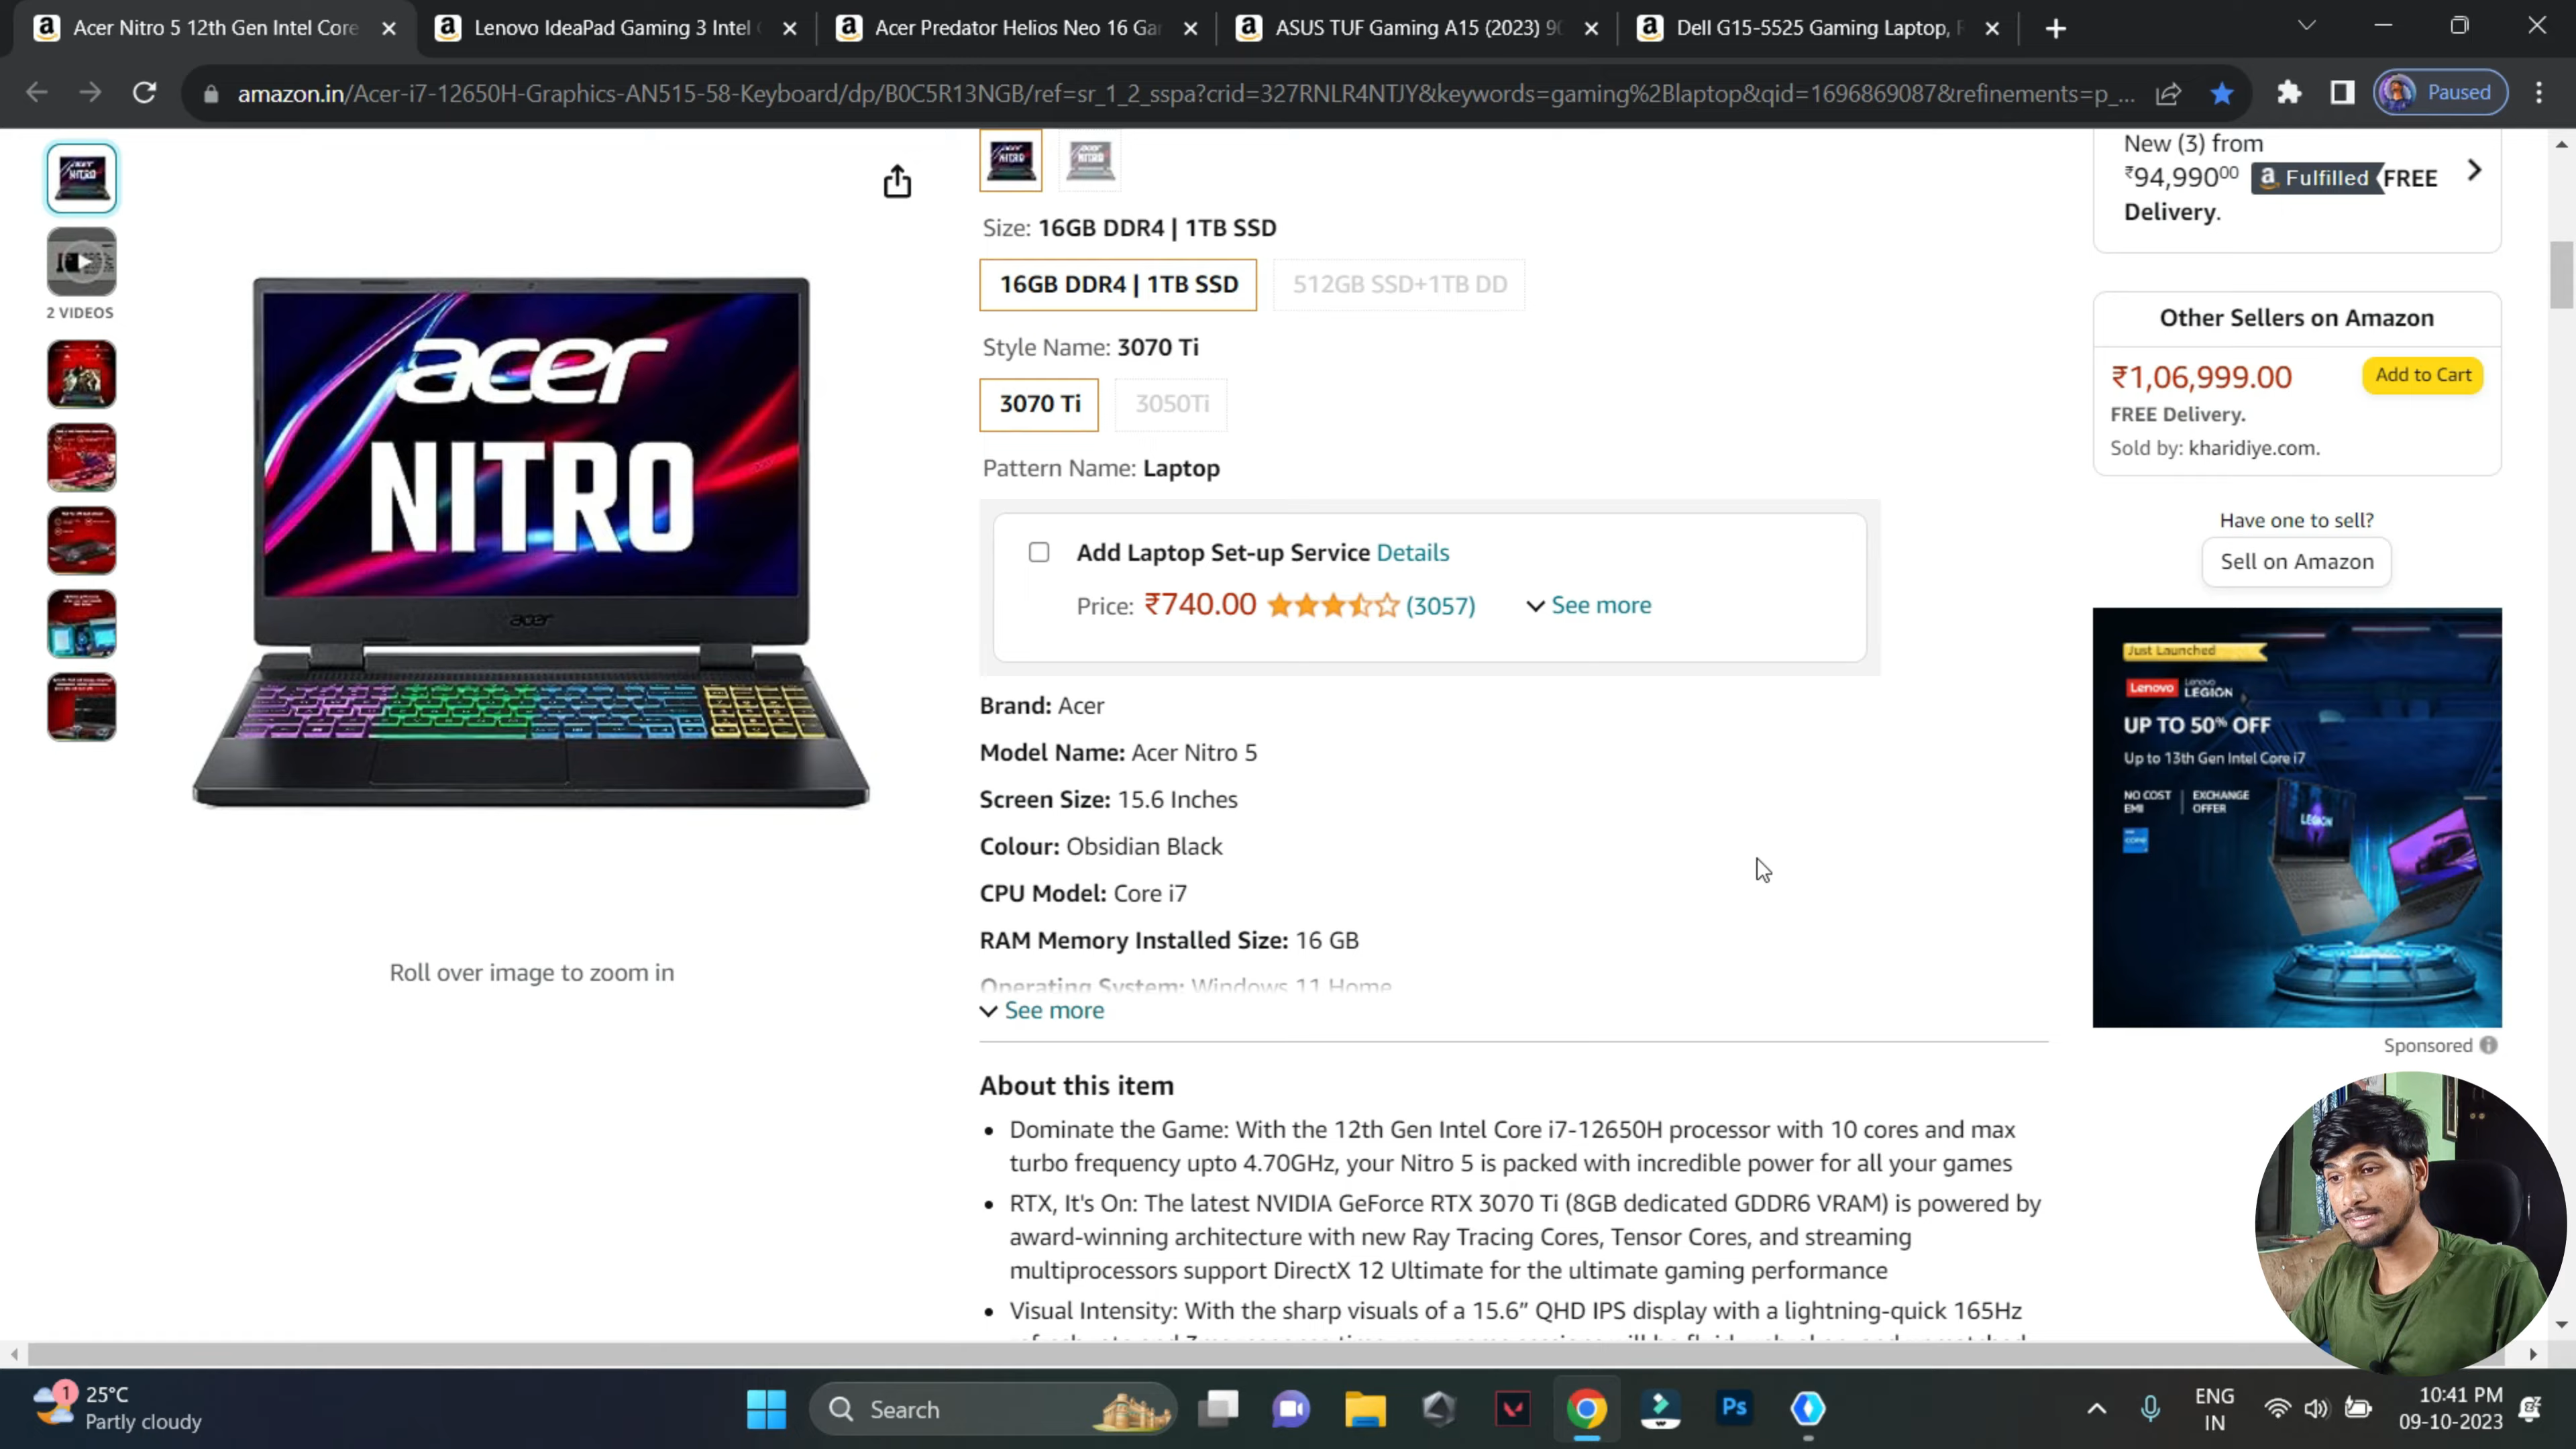 Acer Nitro 5 12th Gen Intel Core
Lenovo IdeaPad Gaming 3 Intel
Acer Predator Helios Neo 16 Ga
ASUS TUF Gaming A15 (2023) 9
Dell G15-5525 Gaming Laptop,
amazon.in/Acer-i7-12650H-Graphics-AN515-58-Keyboard/dp/B0C5R13NGB/ref=sr_1_2_sspa?crid=327RNLR4NTJY&keywords=gaming%2Blaptop&qid=1696869087&refinements=p_...
Paused
2 VIDEOS
acer
NITRO
acer
Roll over image to zoom in
acer
NITRO
acer
NITRO
Size: 16GB DDR4 | 1TB SSD
16GB DDR4 | 1TB SSD
512GB SSD+1TB DD
Style Name: 3070 Ti
3070 Ti
3050Ti
Pattern Name: Laptop
Add Laptop Set-up Service Details
Price: ₹740.00 (3057) See more
Brand: Acer
Model Name: Acer Nitro 5
Screen Size: 15.6 Inches
Colour: Obsidian Black
CPU Model: Core i7
RAM Memory Installed Size: 16 GB
Operating System: Windows 11 Home
See more
About this item
• Dominate the Game: With the 12th Gen Intel Core i7-12650H processor with 10 cores and max
turbo frequency upto 4.70GHz, your Nitro 5 is packed with incredible power for all your games
• RTX, It's On: The latest NVIDIA GeForce RTX 3070 Ti (8GB dedicated GDDR6 VRAM) is powered by
award-winning architecture with new Ray Tracing Cores, Tensor Cores, and streaming
multiprocessors support DirectX 12 Ultimate for the ultimate gaming performance
• Visual Intensity: With the sharp visuals of a 15.6” QHD IPS display with a lightning-quick 165Hz
New (3) from
₹94,990⁰⁰ a Fulfilled FREE
Delivery.
Other Sellers on Amazon
₹1,06,999.00
Add to Cart
FREE Delivery.
Sold by: kharidiye.com.
Have one to sell?
Sell on Amazon
Just Launched
Lenovo
Lenovo
LEGION
UP TO 50% OFF
Up to 13th Gen Intel Core i7
NO COST
EMI
EXCHANGE
OFFER
LEGION
Sponsored
1
25°C
Partly cloudy
Search
Ps
ENG
IN
10:41 PM
09-10-2023